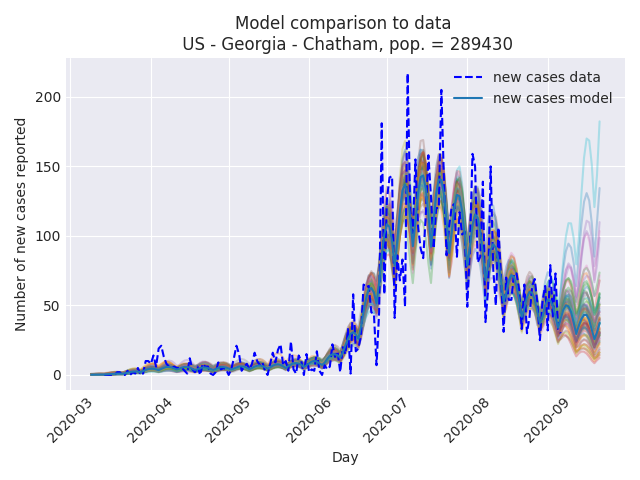 Model comparison to data
US - Georgia - Chatham, pop. = 289430
new cases data
new cases model
Number of new cases reported
200
150
100
50
0
2020-03
2020-04
2020-05
2020-06
2020-07
2020-08
2020-09
Day